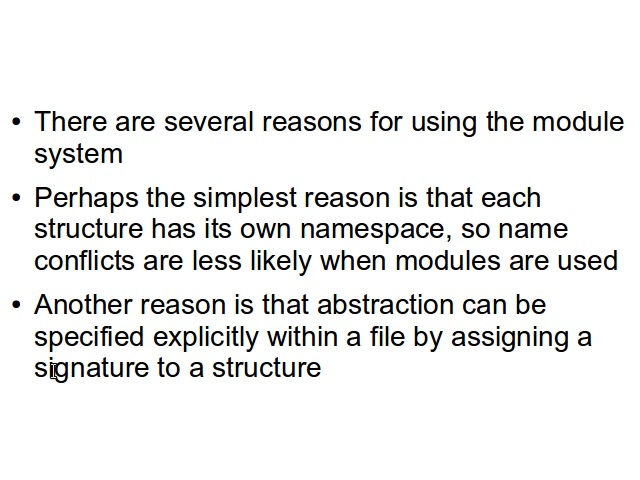 • There are several reasons for using the module
system
• Perhaps the simplest reason is that each
structure has its own namespace, so name
conflicts are less likely when modules are used
• Another reason is that abstraction can be
specified explicitly within a file by assigning a
signature to a structure